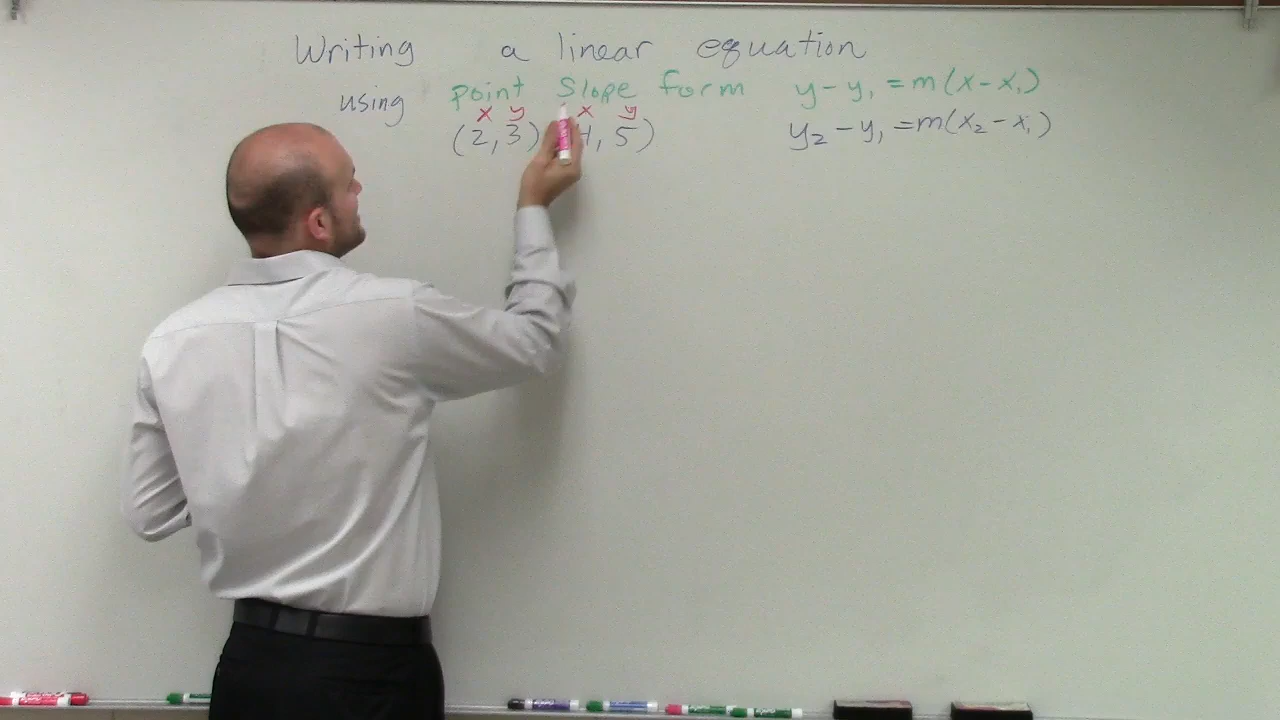 Writing a linear equation
using point slope form y - y₁ = m(x - x₁)
x y x y
(2, 3) 4, 5) y₂ - y₁ = m(x₂ - x₁)